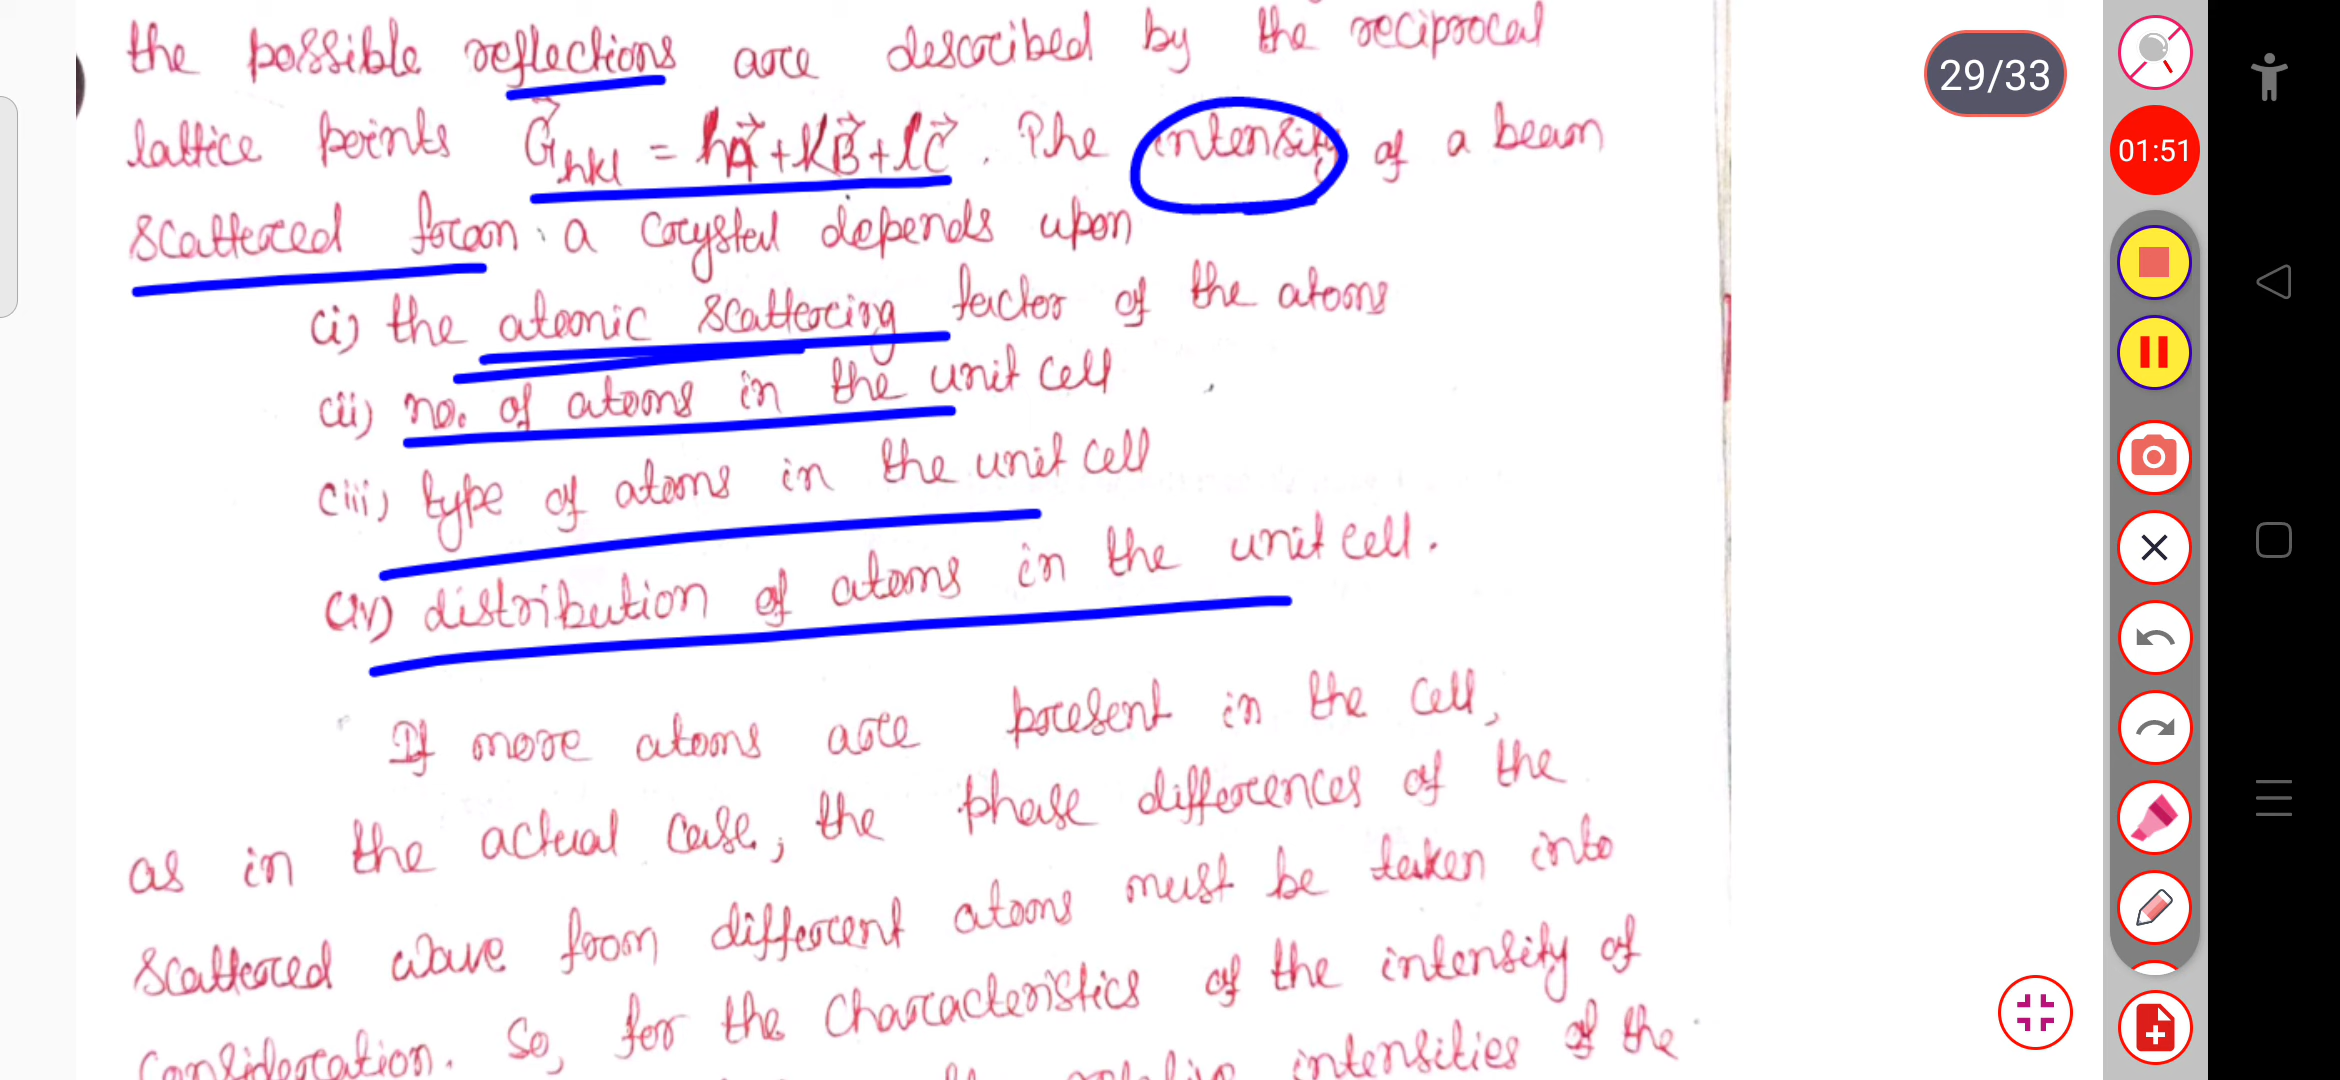 the possible reflections are described by the reciprocal
lattice points G⃗hkl = hA⃗ + KB⃗ + lC⃗. The intensity of a beam
scattered from a crystal depends upon
(i) the atomic scattering factor of the atoms
(ii) no. of atoms in the unit cell
(iii) type of atoms in the unit cell
(iv) distribution of atoms in the unit cell.
If more atoms are present in the cell,
as in the actual case, the phase differences of the
scattered wave from different atoms must be taken into
consideration. So, for the characteristics of the intensity of
intensities of the
29/33
01:51